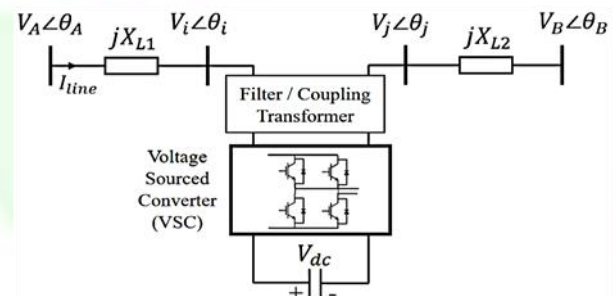 V_A∠θ_A
V_i∠θ_i
V_j∠θ_j
V_B∠θ_B
jX_L1
jX_L2
I_line
Filter / Coupling
Transformer
Voltage
Sourced
Converter
(VSC)
V_dc
+ -